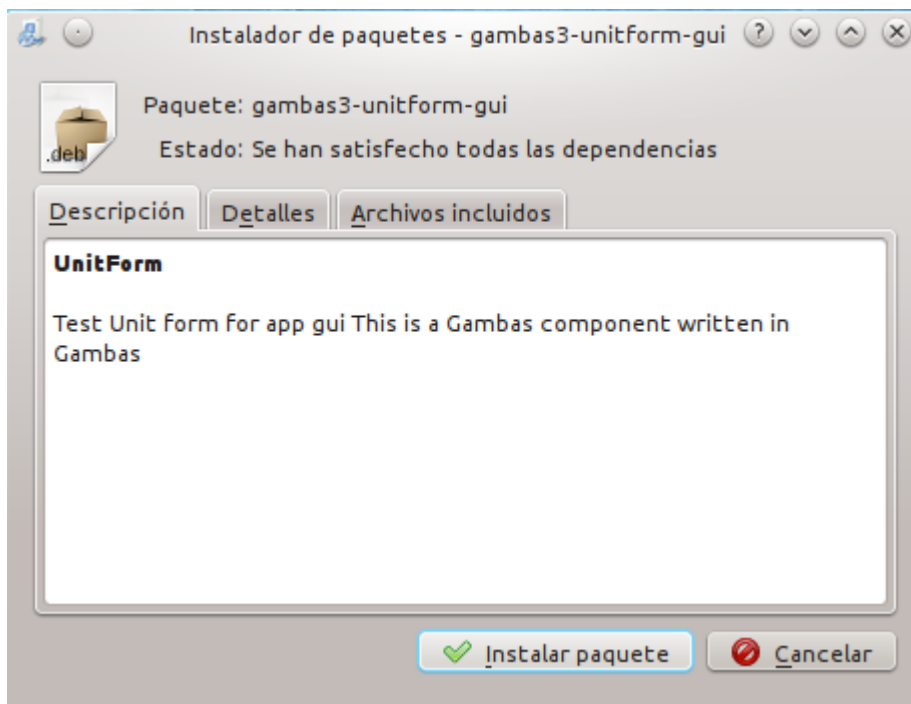 Instalador de paquetes - gambas3-unitform-gui
Paquete: gambas3-unitform-gui
.deb
Estado: Se han satisfecho todas las dependencias
Descripción Detalles Archivos incluidos
UnitForm
Test Unit form for app gui This is a Gambas component written in
Gambas
Instalar paquete Cancelar